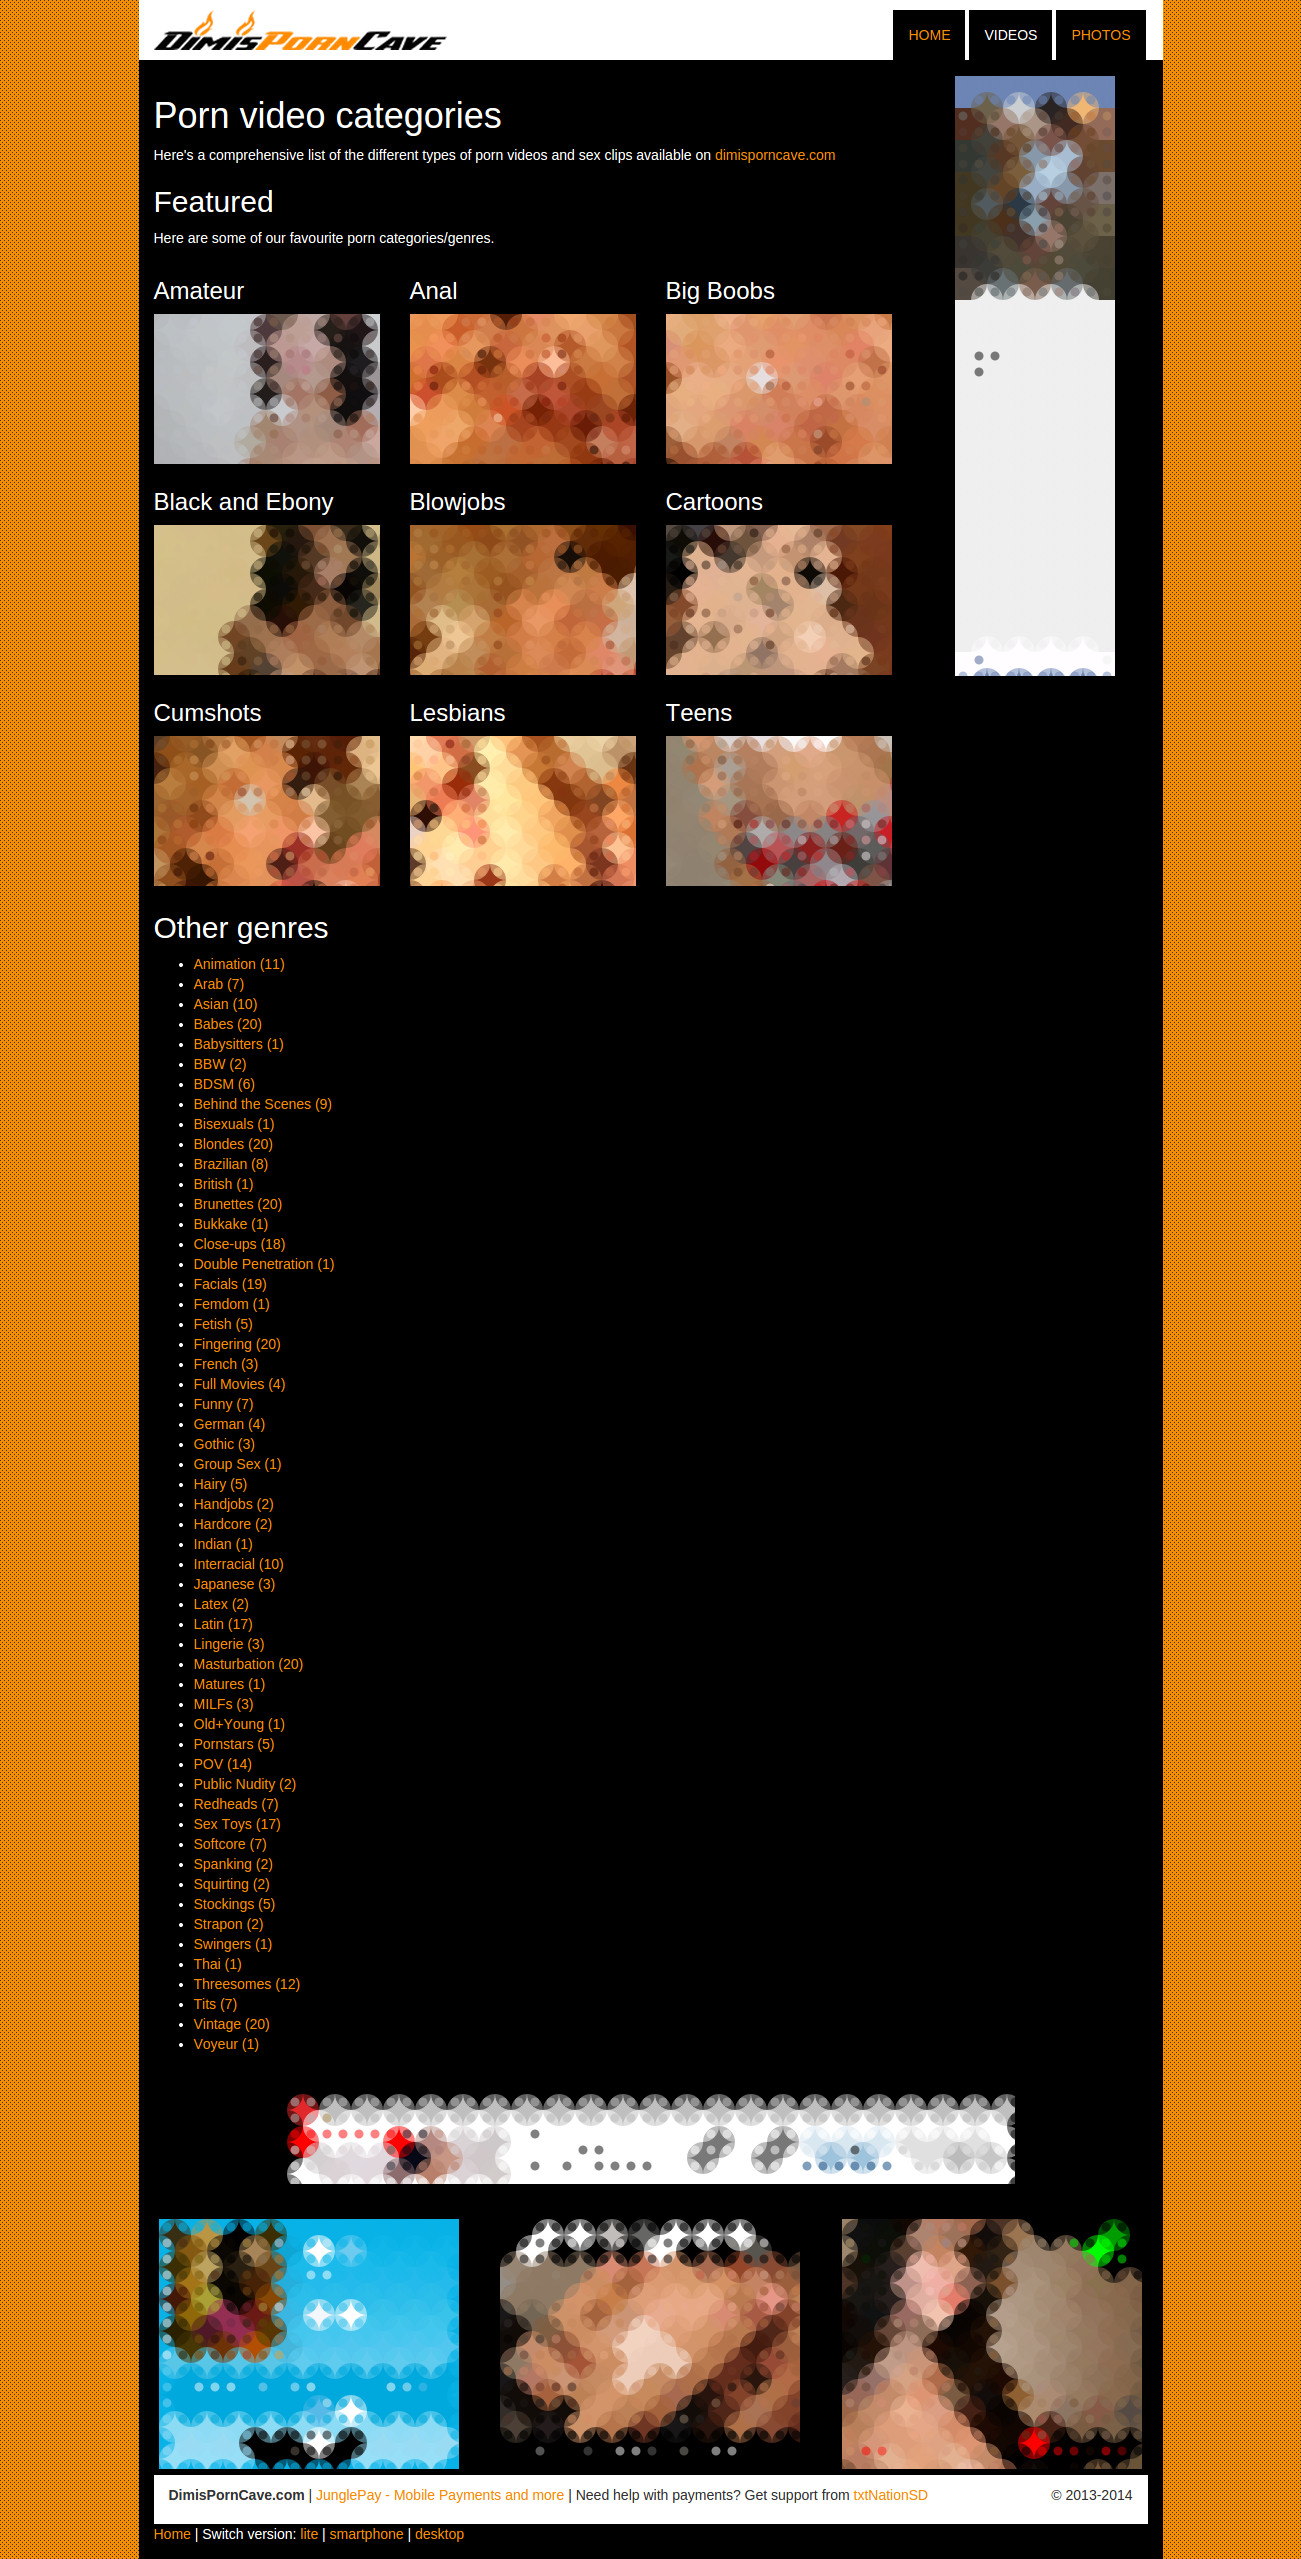 DimisPornCave
HOME
VIDEOS
PHOTOS
Porn video categories
Here's a comprehensive list of the different types of porn videos and sex clips available on dimisporncave.com
Featured
Here are some of our favourite porn categories/genres.
Amateur
Anal
Big Boobs
Black and Ebony
Blowjobs
Cartoons
Cumshots
Lesbians
Teens
Other genres
Animation (11)
Arab (7)
Asian (10)
Babes (20)
Babysitters (1)
BBW (2)
BDSM (6)
Behind the Scenes (9)
Bisexuals (1)
Blondes (20)
Brazilian (8)
British (1)
Brunettes (20)
Bukkake (1)
Close-ups (18)
Double Penetration (1)
Facials (19)
Femdom (1)
Fetish (5)
Fingering (20)
French (3)
Full Movies (4)
Funny (7)
German (4)
Gothic (3)
Group Sex (1)
Hairy (5)
Handjobs (2)
Hardcore (2)
Indian (1)
Interracial (10)
Japanese (3)
Latex (2)
Latin (17)
Lingerie (3)
Masturbation (20)
Matures (1)
MILFs (3)
Old+Young (1)
Pornstars (5)
POV (14)
Public Nudity (2)
Redheads (7)
Sex Toys (17)
Softcore (7)
Spanking (2)
Squirting (2)
Stockings (5)
Strapon (2)
Swingers (1)
Thai (1)
Threesomes (12)
Tits (7)
Vintage (20)
Voyeur (1)
DimisPornCave.com | JunglePay - Mobile Payments and more | Need help with payments? Get support from txtNationSD
© 2013-2014
Home | Switch version: lite | smartphone | desktop